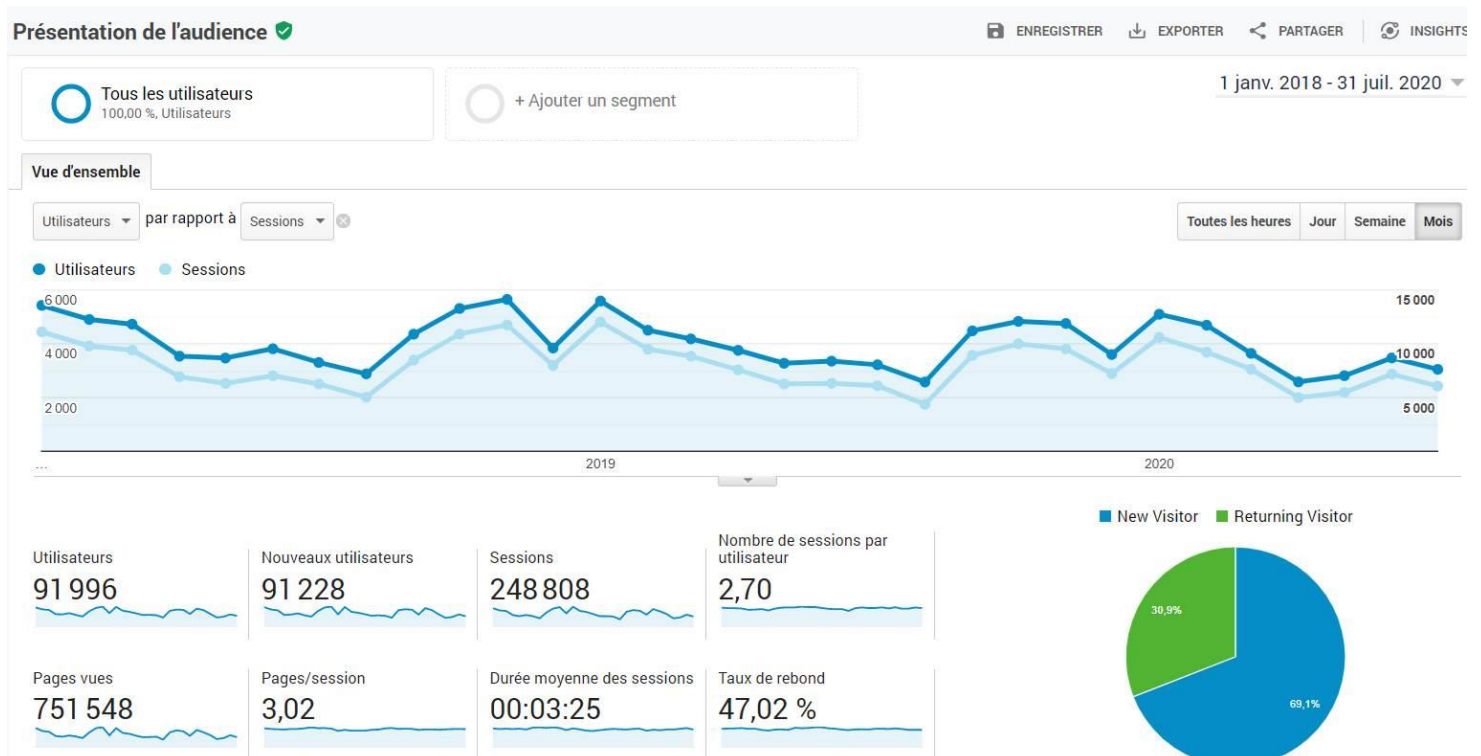 Présentation de l'audience
ENREGISTRER EXPORTER PARTAGER INSIGHTS
Tous les utilisateurs
100,00 %, Utilisateurs
+ Ajouter un segment
1 janv. 2018 - 31 juil. 2020
Vue d'ensemble
Utilisateurs par rapport à Sessions
Toutes les heures Jour Semaine Mois
Utilisateurs Sessions
6 000 15 000
4 000 10 000
2 000 5 000
... 2019 2020
New Visitor Returning Visitor
Utilisateurs
91 996
Nouveaux utilisateurs
91 228
Sessions
248 808
Nombre de sessions par
utilisateur
2,70
Pages vues
751 548
Pages/session
3,02
Durée moyenne des sessions
00:03:25
Taux de rebond
47,02 %
30,9%
69,1%